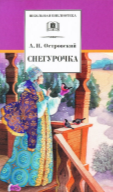 ШКОЛЬНАЯ БИБЛИОТЕКА
А. Н. Островский
СНЕГУРОЧКА